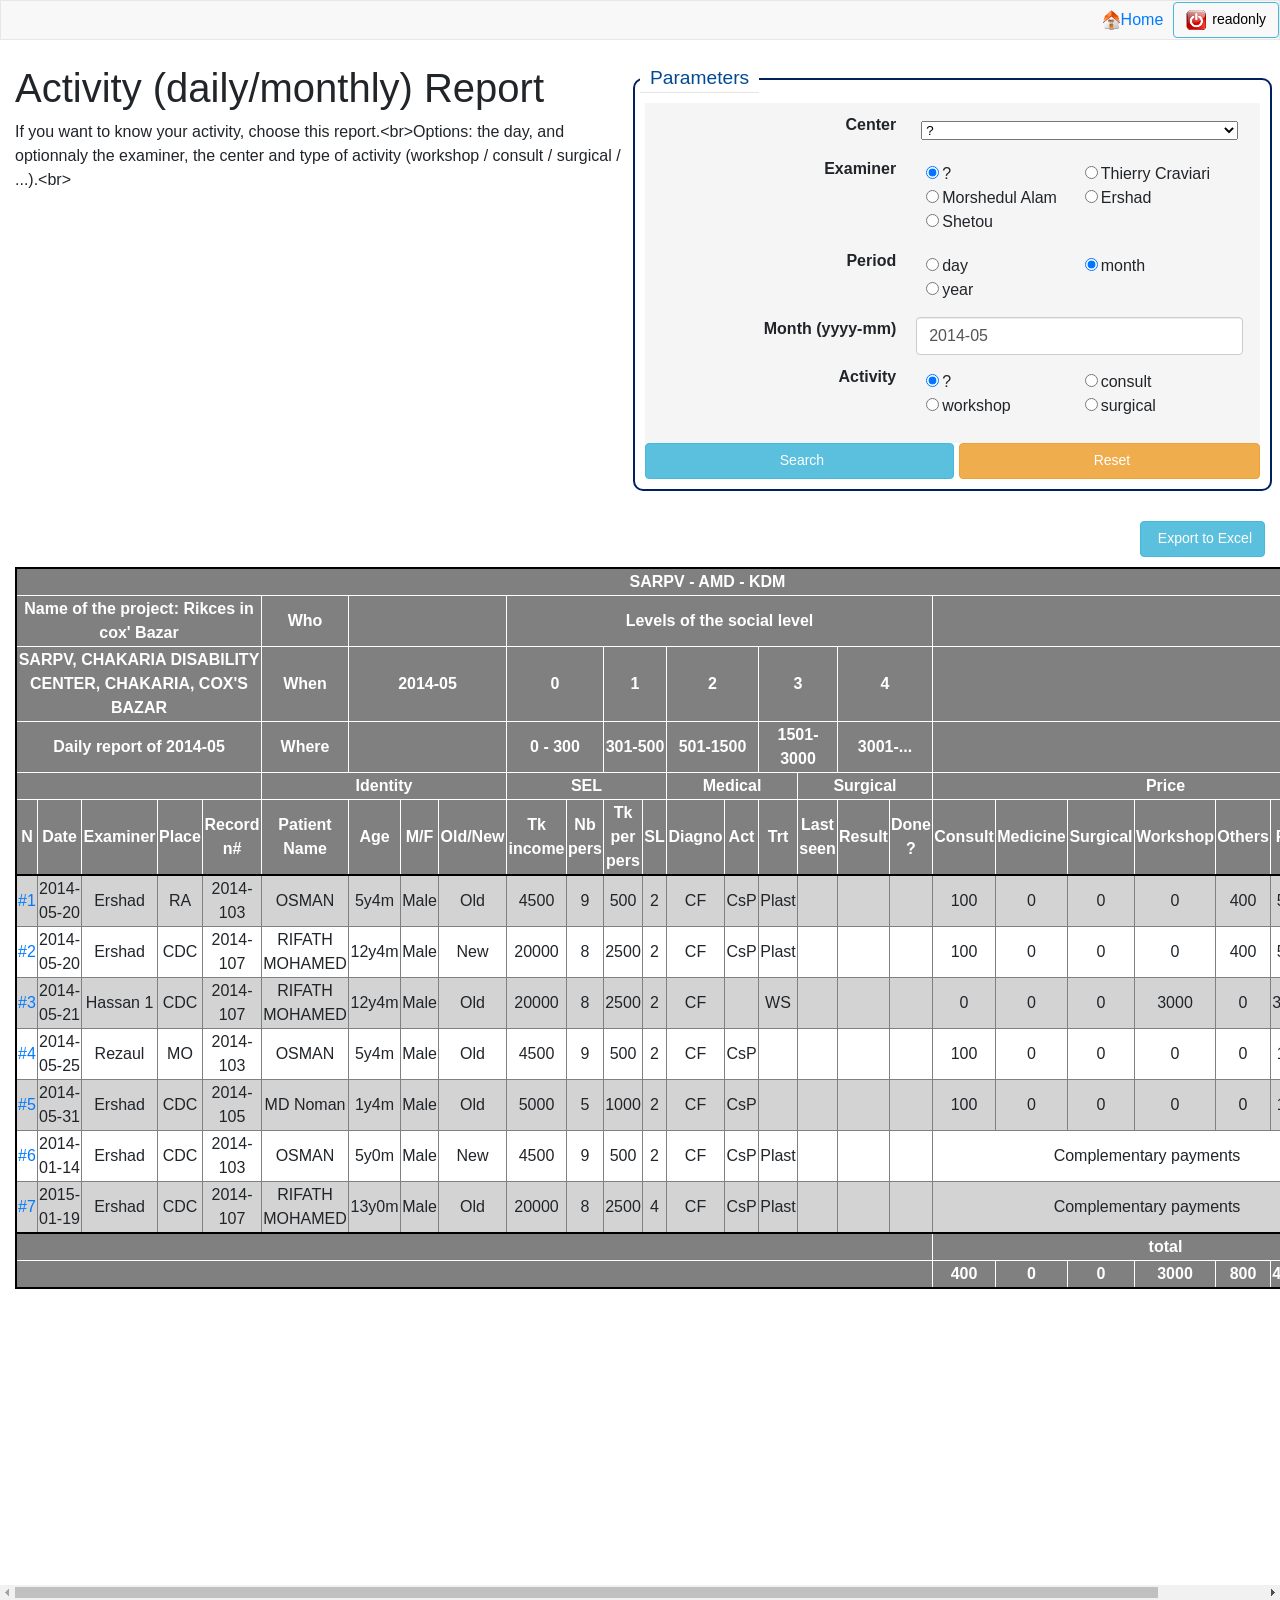 Home readonly
Activity (daily/monthly) Report
If you want to know your activity, choose this report.<br>Options: the day, and
optionnaly the examiner, the center and type of activity (workshop / consult / surgical /
...).<br>
Parameters
Center ?
Examiner ? Thierry Craviari
Morshedul Alam Ershad
Shetou
Period day month
year
Month (yyyy-mm) 2014-05
Activity ? consult
workshop surgical
Search Reset
Export to Excel
SARPV - AMD - KDM
Name of the project: Rikces in cox' Bazar Who Levels of the social level
SARPV, CHAKARIA DISABILITY CENTER, CHAKARIA, COX'S BAZAR When 2014-05 0 1 2 3 4
Daily report of 2014-05 Where 0 - 300 301-500 501-1500 1501-3000 3001-...
Identity SEL Medical Surgical Price
N Date Examiner Place Record n# Patient Name Age M/F Old/New Tk income Nb pers Tk per pers SL Diagno Act Trt Last seen Result Done ? Consult Medicine Surgical Workshop Others
#1 2014-05-20 Ershad RA 2014-103 OSMAN 5y4m Male Old 4500 9 500 2 CF CsP Plast 100 0 0 0 400
#2 2014-05-20 Ershad CDC 2014-107 RIFATH MOHAMED 12y4m Male New 20000 8 2500 2 CF CsP Plast 100 0 0 0 400
#3 2014-05-21 Hassan 1 CDC 2014-107 RIFATH MOHAMED 12y4m Male Old 20000 8 2500 2 CF WS 0 0 0 3000 0
#4 2014-05-25 Rezaul MO 2014-103 OSMAN 5y4m Male Old 4500 9 500 2 CF CsP 100 0 0 0 0
#5 2014-05-31 Ershad CDC 2014-105 MD Noman 1y4m Male Old 5000 5 1000 2 CF CsP 100 0 0 0 0
#6 2014-01-14 Ershad CDC 2014-103 OSMAN 5y0m Male New 4500 9 500 2 CF CsP Plast Complementary payments
#7 2015-01-19 Ershad CDC 2014-107 RIFATH MOHAMED 13y0m Male Old 20000 8 2500 4 CF CsP Plast Complementary payments
total
400 0 0 3000 800